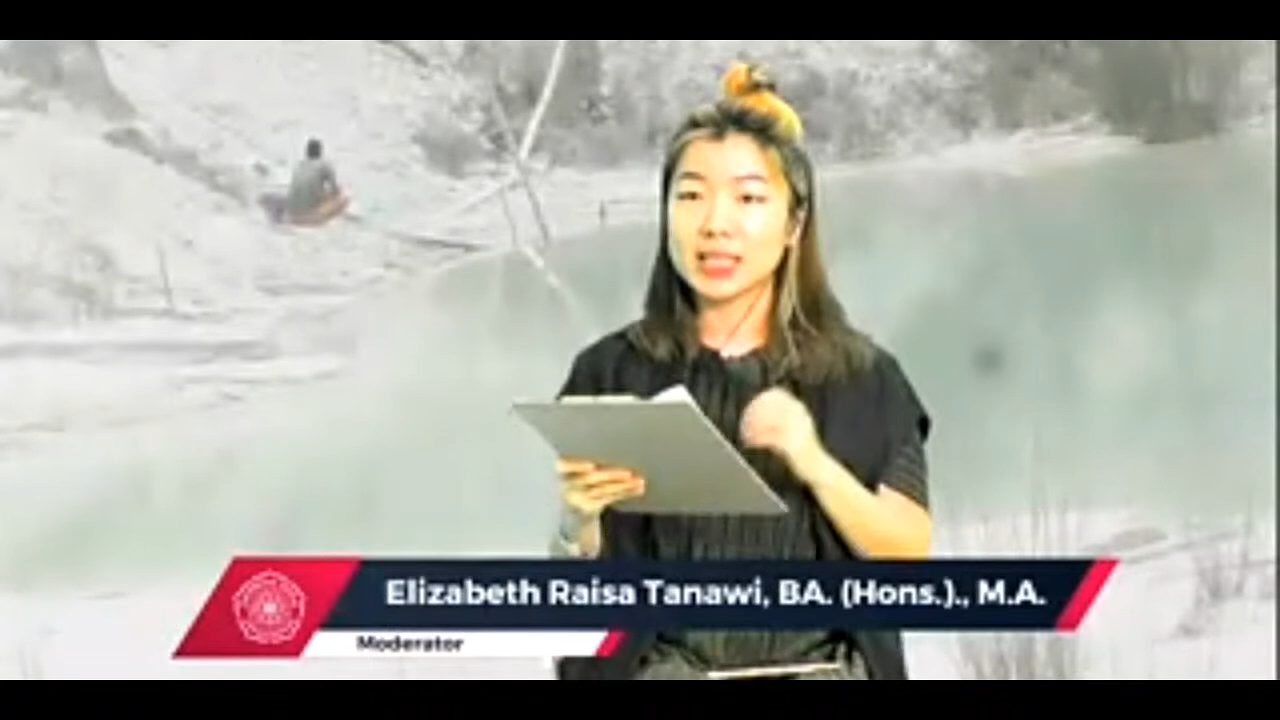 Elizabeth Raisa Tanawi, BA. (Hons.)., M.A.
Moderator